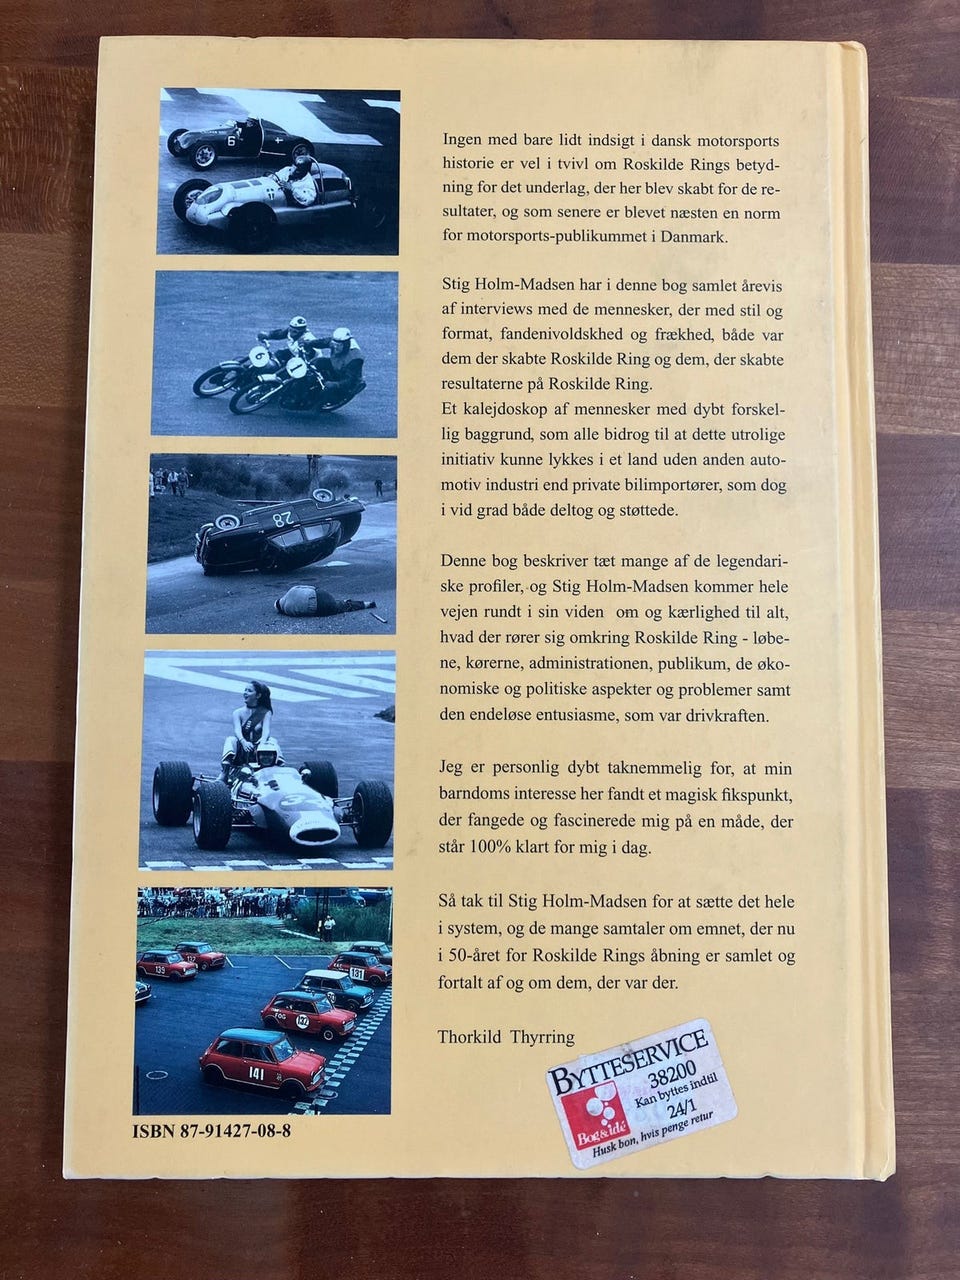 Ingen med bare lidt indsigt i dansk motorsports
historie er vel i tvivl om Roskilde Rings betyd-
ning for det underlag, der her blev skabt for de re-
sultater, og som senere er blevet næsten en norm
for motorsports-publikummet i Danmark.
Stig Holm-Madsen har i denne bog samlet årevis
af interviews med de mennesker, der med stil og
format, fandenivoldskhed og frækhed, både var
dem der skabte Roskilde Ring og dem, der skabte
resultaterne på Roskilde Ring.
Et kalejdoskop af mennesker med dybt forskel-
lig baggrund, som alle bidrog til at dette utrolige
initiativ kunne lykkes i et land uden anden auto-
motiv industri end private bilimportører, som dog
i vid grad både deltog og støttede.
Denne bog beskriver tæt mange af de legendari-
ske profiler, og Stig Holm-Madsen kommer hele
vejen rundt i sin viden om og kærlighed til alt,
hvad der rører sig omkring Roskilde Ring - løbe-
ne, kørerne, administrationen, publikum, de øko-
nomiske og politiske aspekter og problemer samt
den endeløse entusiasme, som var drivkraften.
Jeg er personlig dybt taknemmelig for, at min
barndoms interesse her fandt et magisk fikspunkt,
der fangede og fascinerede mig på en måde, der
står 100% klart for mig i dag.
Så tak til Stig Holm-Madsen for at sætte det hele
i system, og de mange samtaler om emnet, der nu
i 50-året for Roskilde Rings åbning er samlet og
fortalt af og om dem, der var der.
Thorkild Thyrring
BYTTESERVICE
38200
Kan byttes indtil
24/1
Bog&idé
Husk bon, hvis penge retur
ISBN 87-91427-08-8
6
6
1
28
139
137
131
FOG
132
141